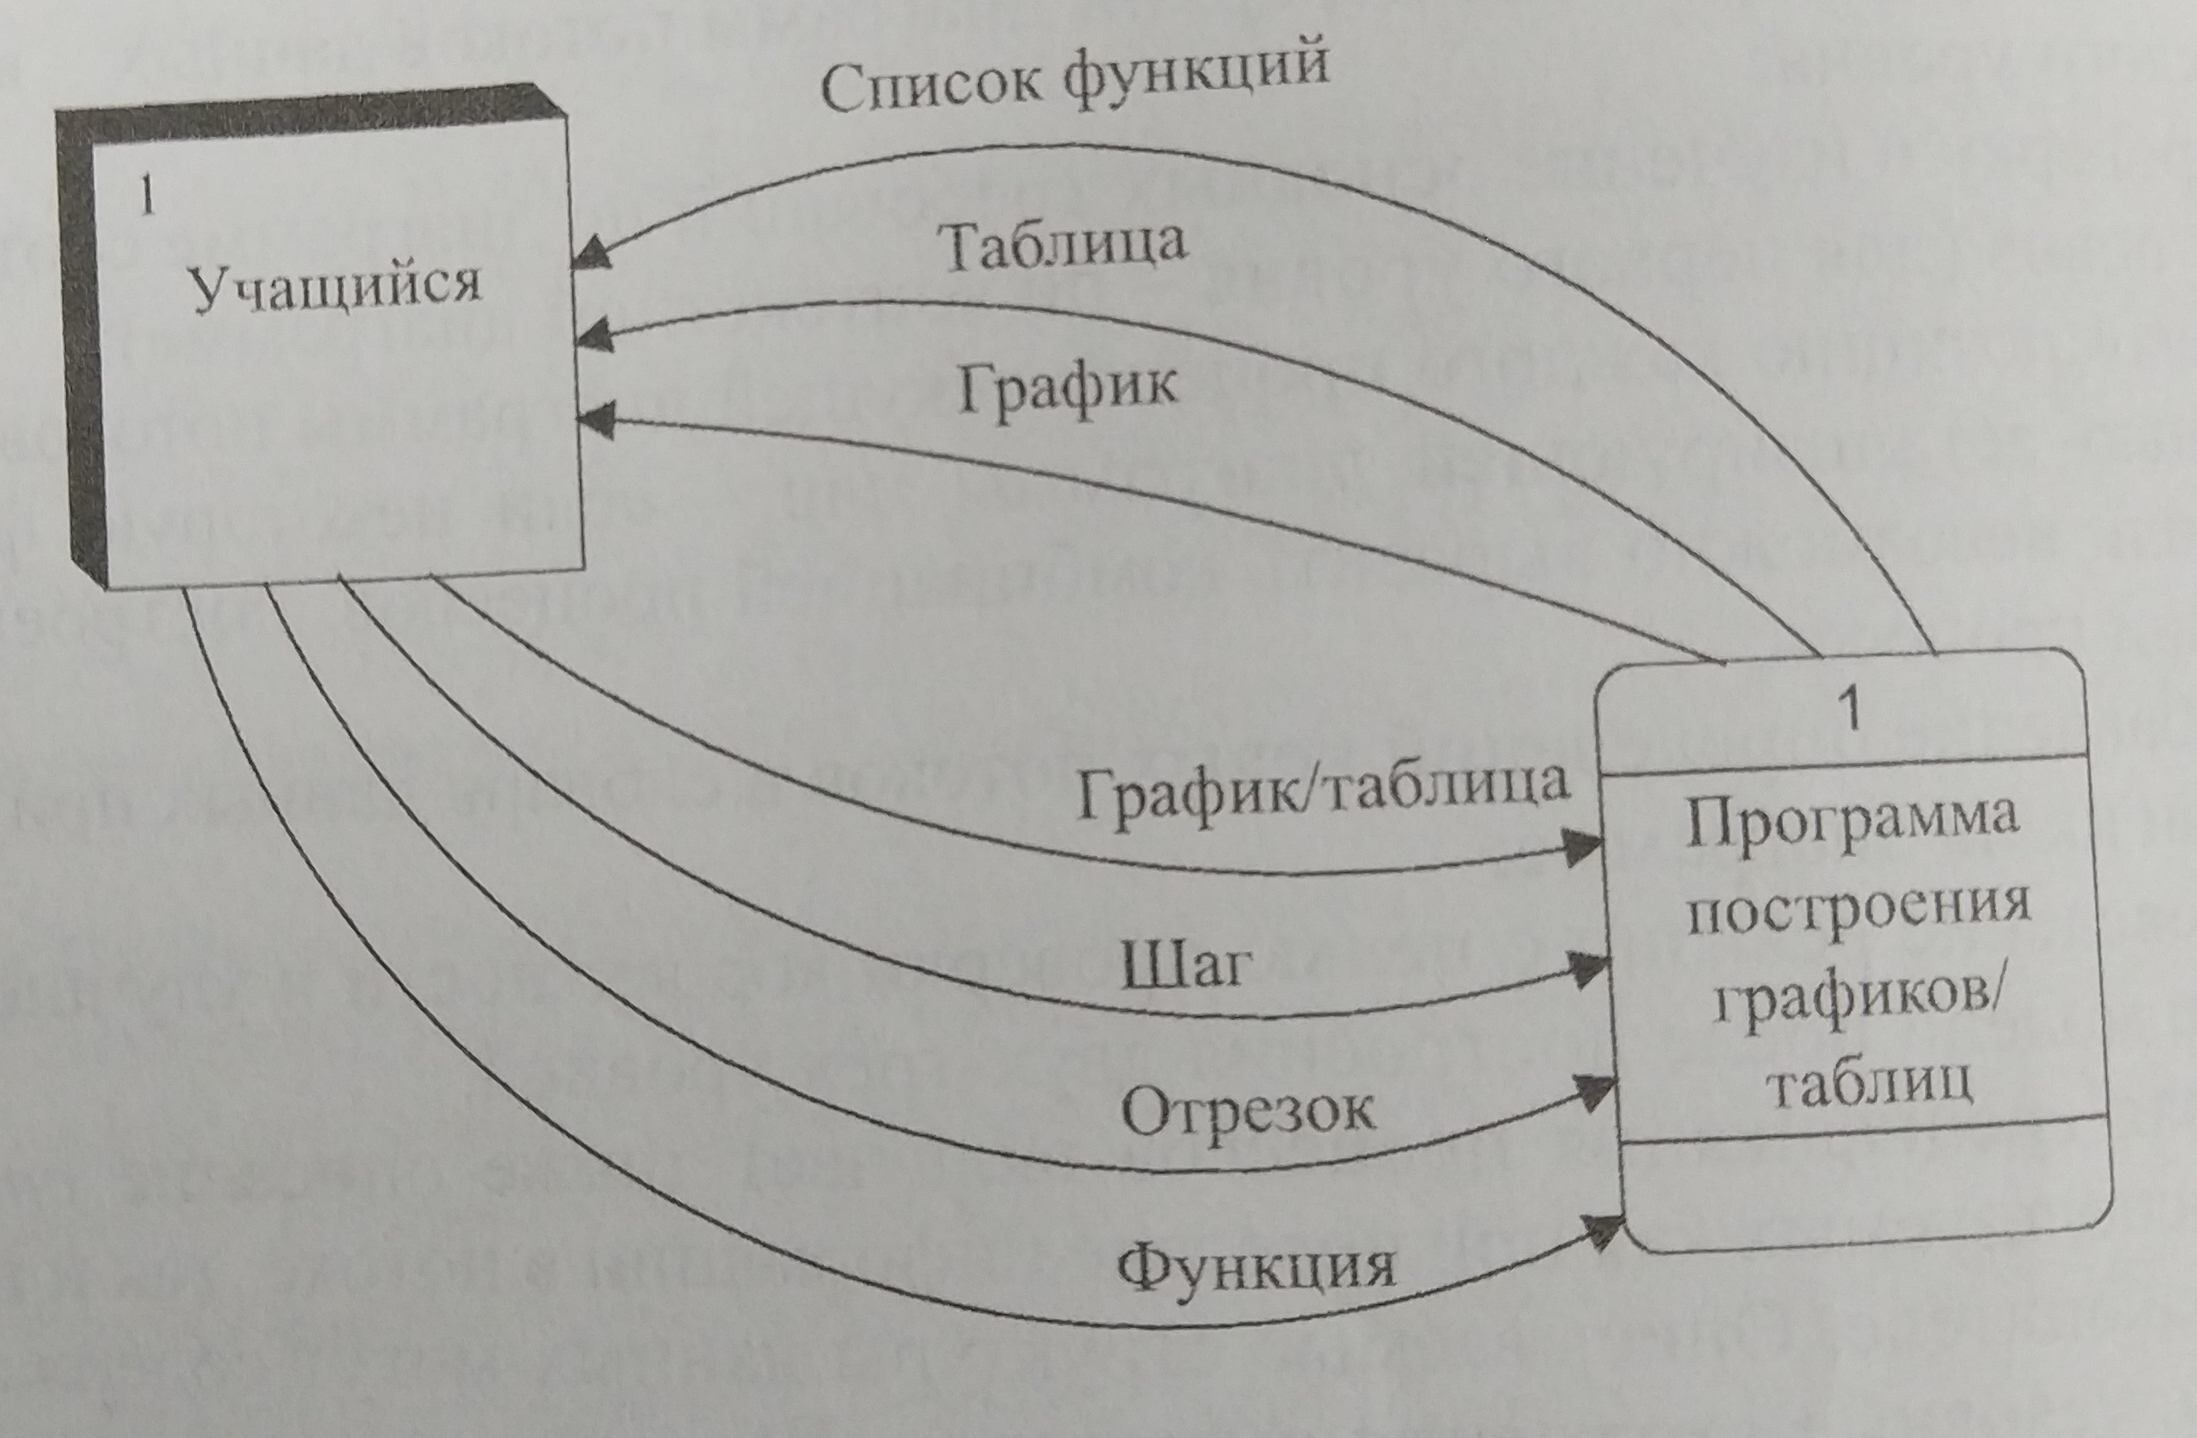 Список функций
1
Учащийся
Таблица
График
1
График/таблица
Программа
построения
графиков/
таблиц
Шаг
Отрезок
Функция